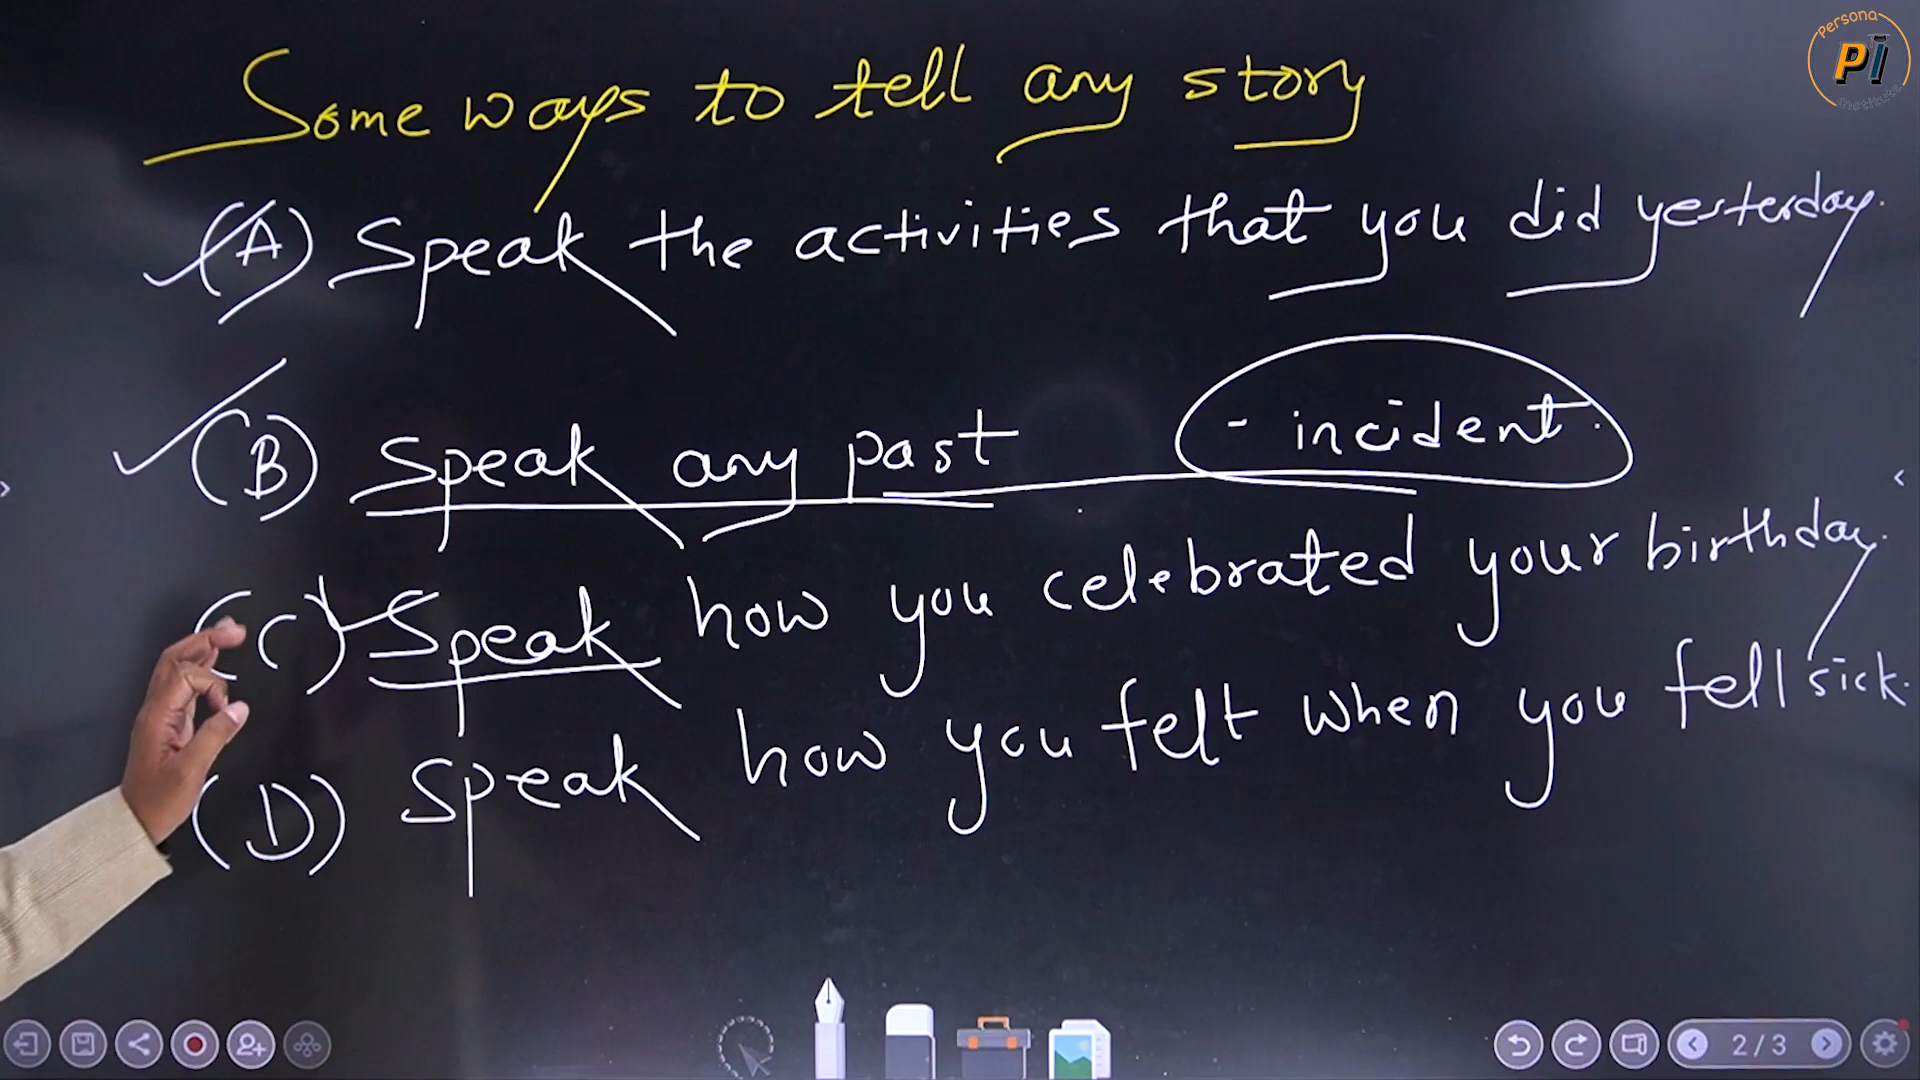 Persona
PI
Institute
Some ways to tell any story
(A) Speak the activities that you did yesterday.
(B) Speak any past - incident.
(C) Speak how you celebrated your birthday.
(D) Speak how you felt when you fell sick.
2/3